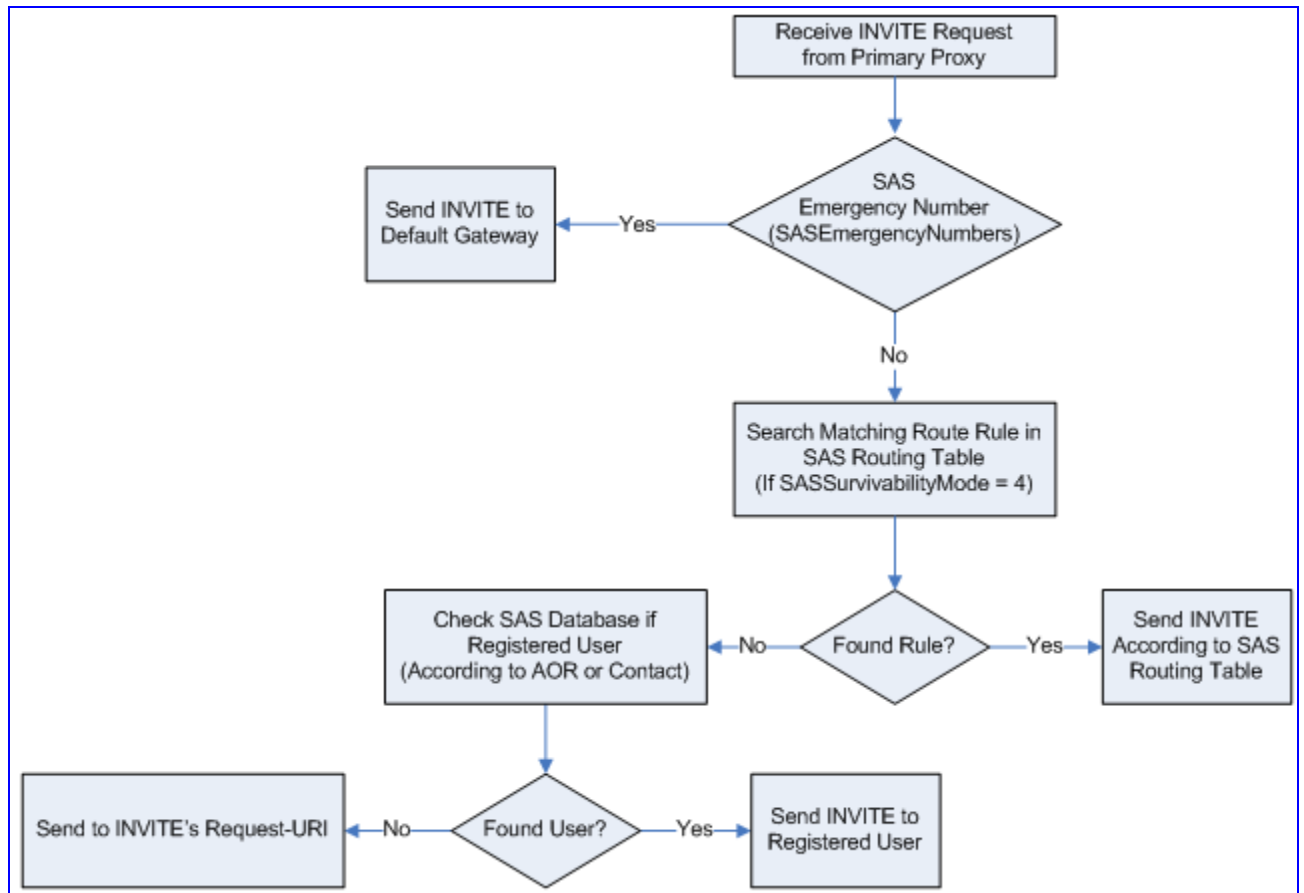 Receive INVITE Request
from Primary Proxy
SAS
Emergency Number
(SASEmergencyNumbers)
Yes
Send INVITE to
Default Gateway
No
Search Matching Route Rule in
SAS Routing Table
(If SASSurvivabilityMode = 4)
Found Rule?
Yes
Send INVITE
According to SAS
Routing Table
No
Check SAS Database if
Registered User
(According to AOR or Contact)
Found User?
Yes
Send INVITE to
Registered User
No
Send to INVITE's Request-URI